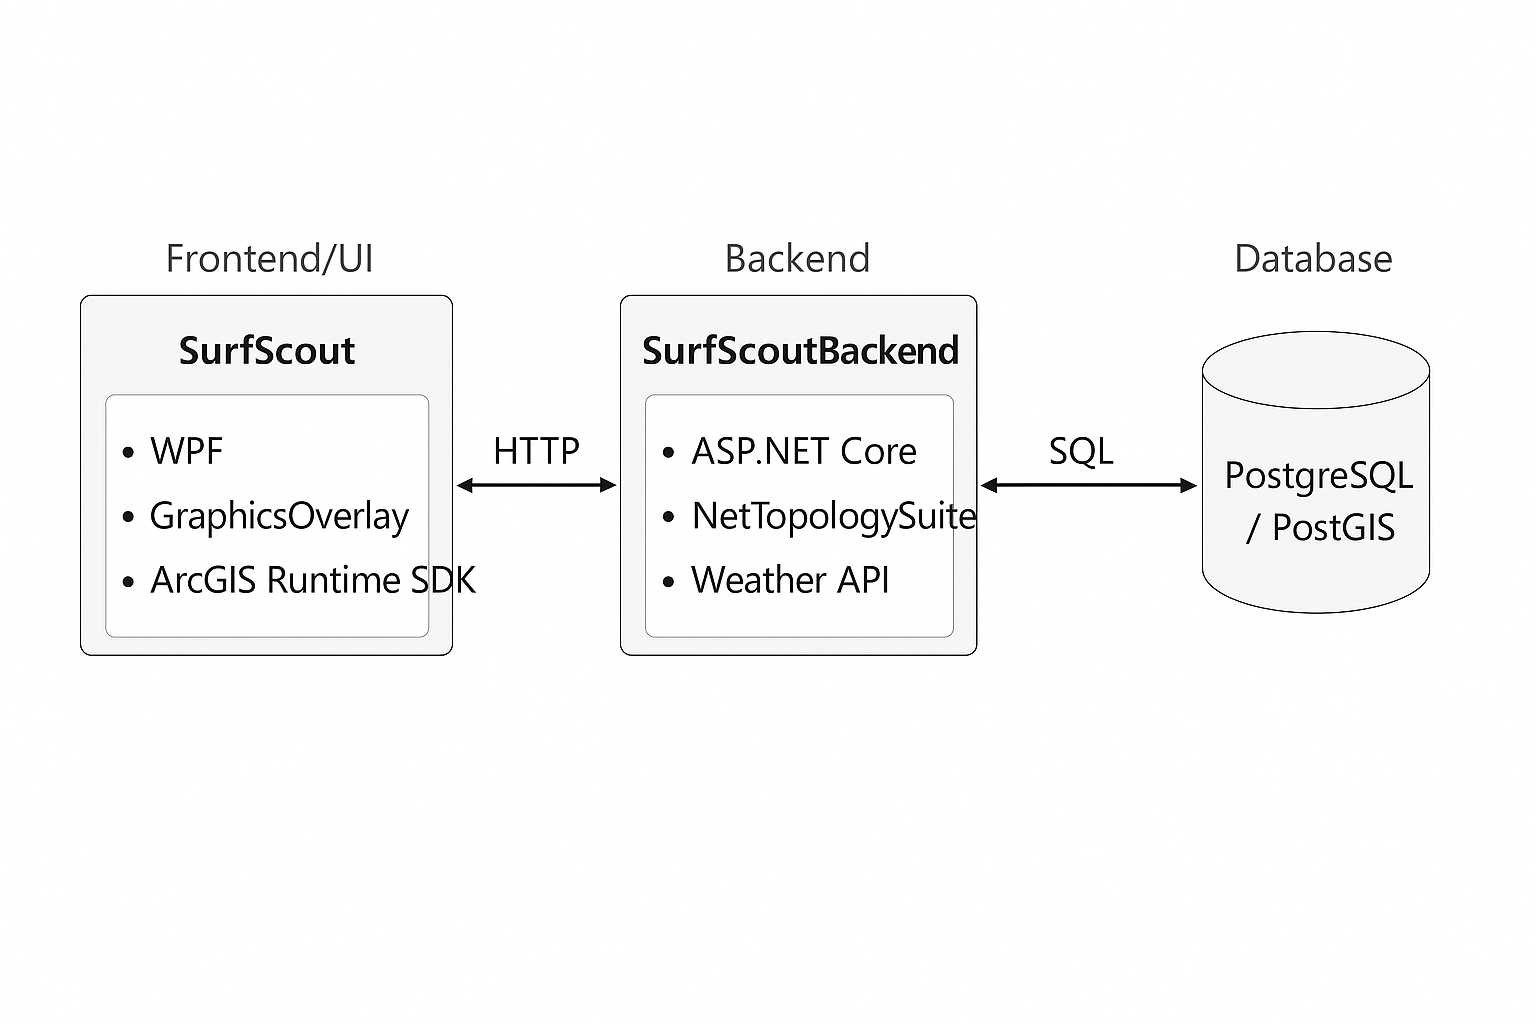 Frontend/UI
SurfScout
• WPF
• GraphicsOverlay
• ArcGIS Runtime SDK
HTTP
Backend
SurfScoutBackend
• ASP.NET Core
• NetTopologySuite
• Weather API
SQL
Database
PostgreSQL
/ PostGIS